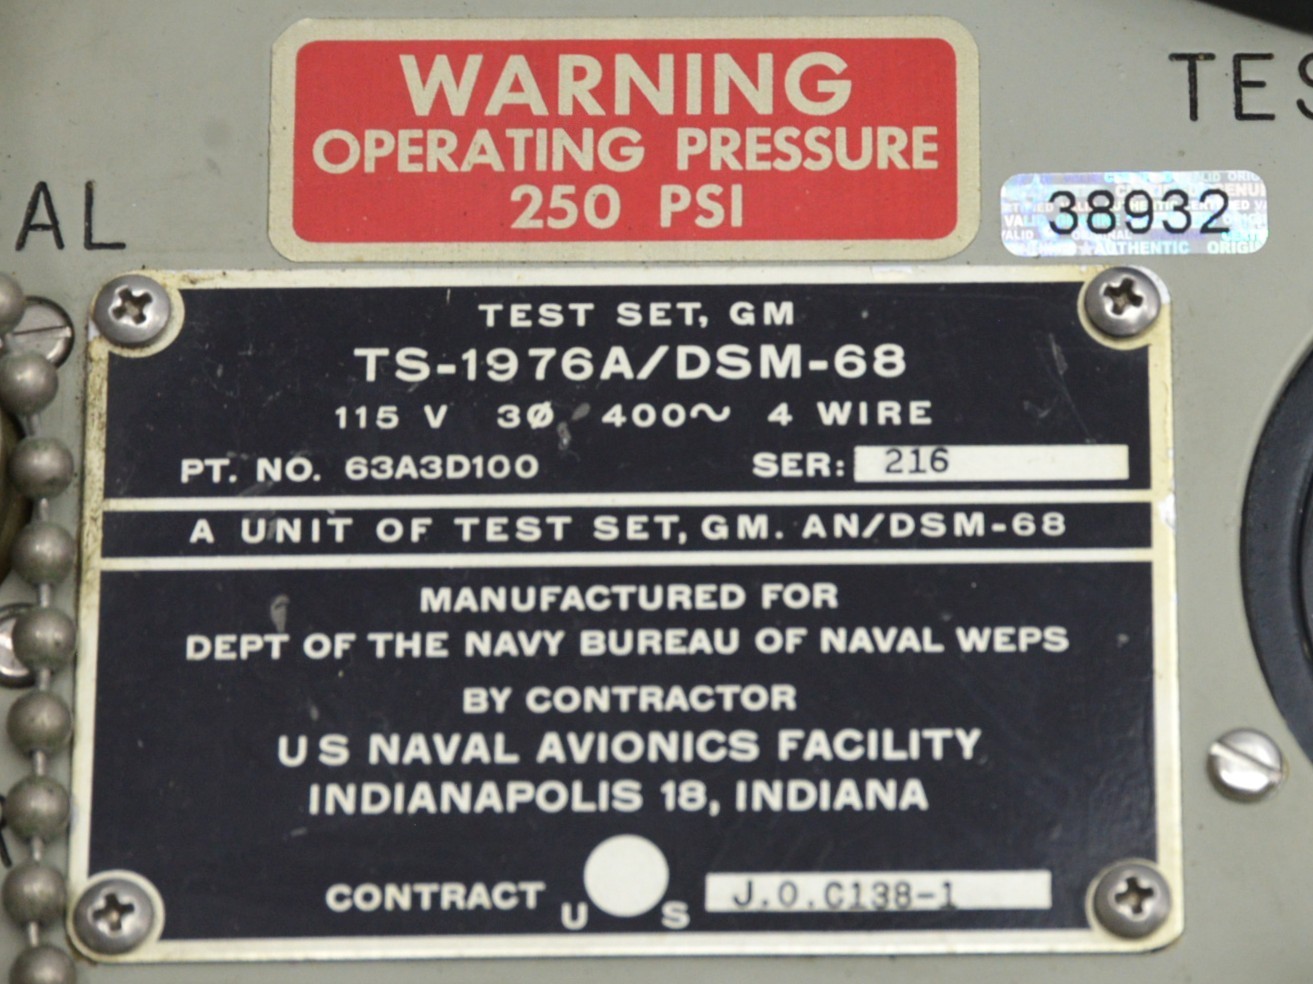 WARNING
OPERATING PRESSURE
250 PSI
TES
AL
38932
AUTHENTIC ORIGI
TEST SET, GM
TS-1976A/DSM-68
115 V 3Ø 400~ 4 WIRE
PT. NO. 63A3D100 SER: 216
A UNIT OF TEST SET, GM. AN/DSM-68
MANUFACTURED FOR
DEPT OF THE NAVY BUREAU OF NAVAL WEPS
BY CONTRACTOR
U S NAVAL AVIONICS FACILITY
INDIANAPOLIS 18, INDIANA
CONTRACT J.O.C138-1
U S